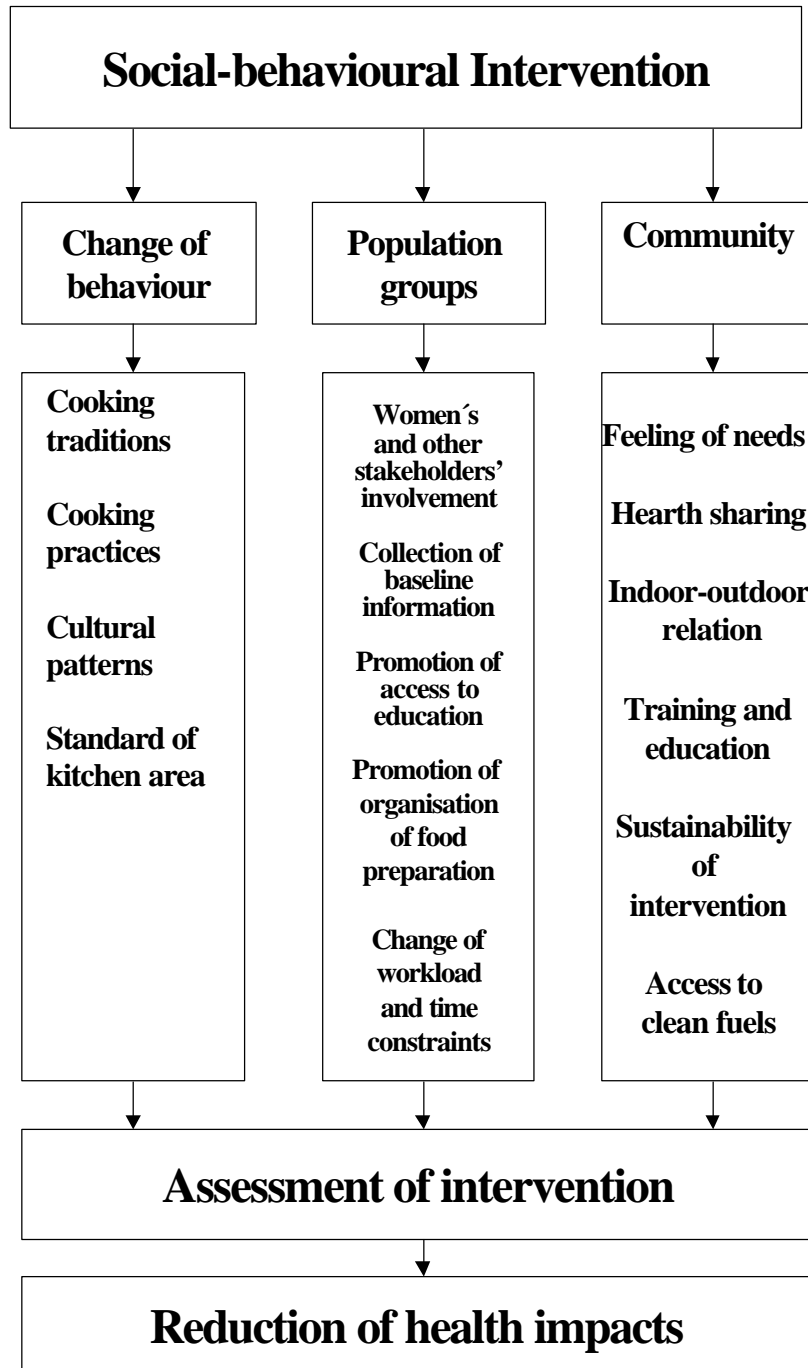 Social-behavioural Intervention
Change of
behaviour
Population
groups
Community
Cooking
traditions
Cooking
practices
Cultural
patterns
Standard of
kitchen area
Women´s
and other
stakeholders’
involvement
Collection of
baseline
information
Promotion of
access to
education
Promotion of
organisation
of food
preparation
Change of
workload
and time
constraints
Feeling of needs
Hearth sharing
Indoor-outdoor
relation
Training and
education
Sustainability
of
intervention
Access to
clean fuels
Assessment of intervention
Reduction of health impacts